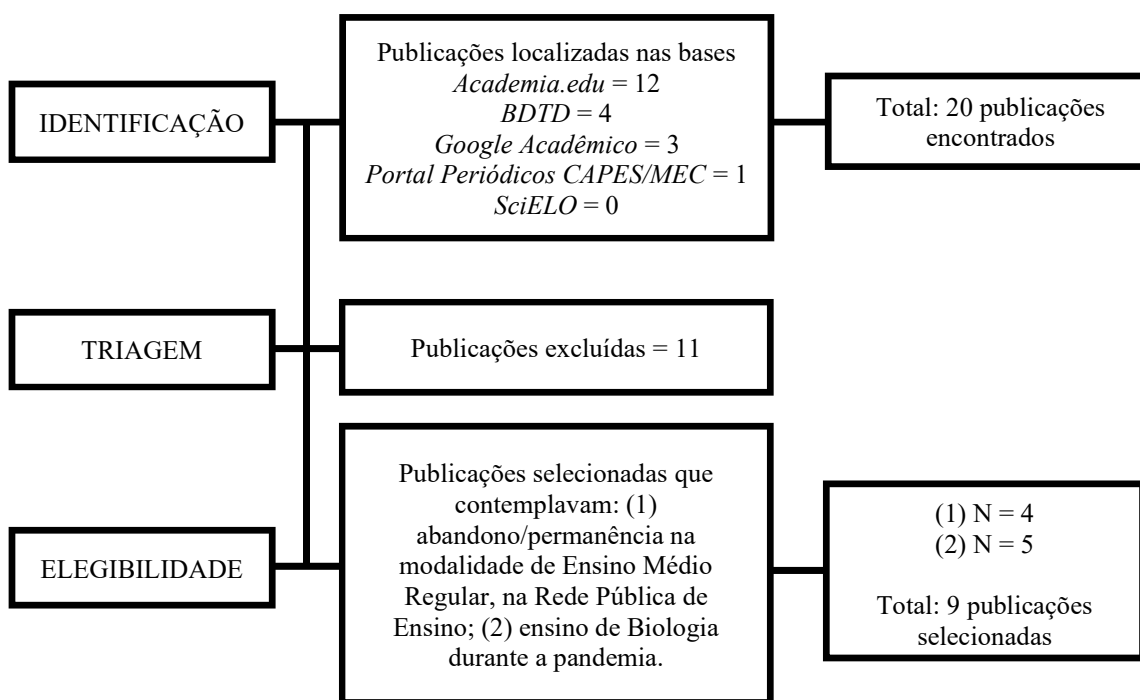 IDENTIFICAÇÃO
Publicações localizadas nas bases
Academia.edu = 12
BDTD = 4
Google Acadêmico = 3
Portal Periódicos CAPES/MEC = 1
SciELO = 0
Total: 20 publicações
encontrados
TRIAGEM
Publicações excluídas = 11
ELEGIBILIDADE
Publicações selecionadas que
contemplavam: (1)
abandono/permanência na
modalidade de Ensino Médio
Regular, na Rede Pública de
Ensino; (2) ensino de Biologia
durante a pandemia.
(1) N = 4
(2) N = 5
Total: 9 publicações
selecionadas